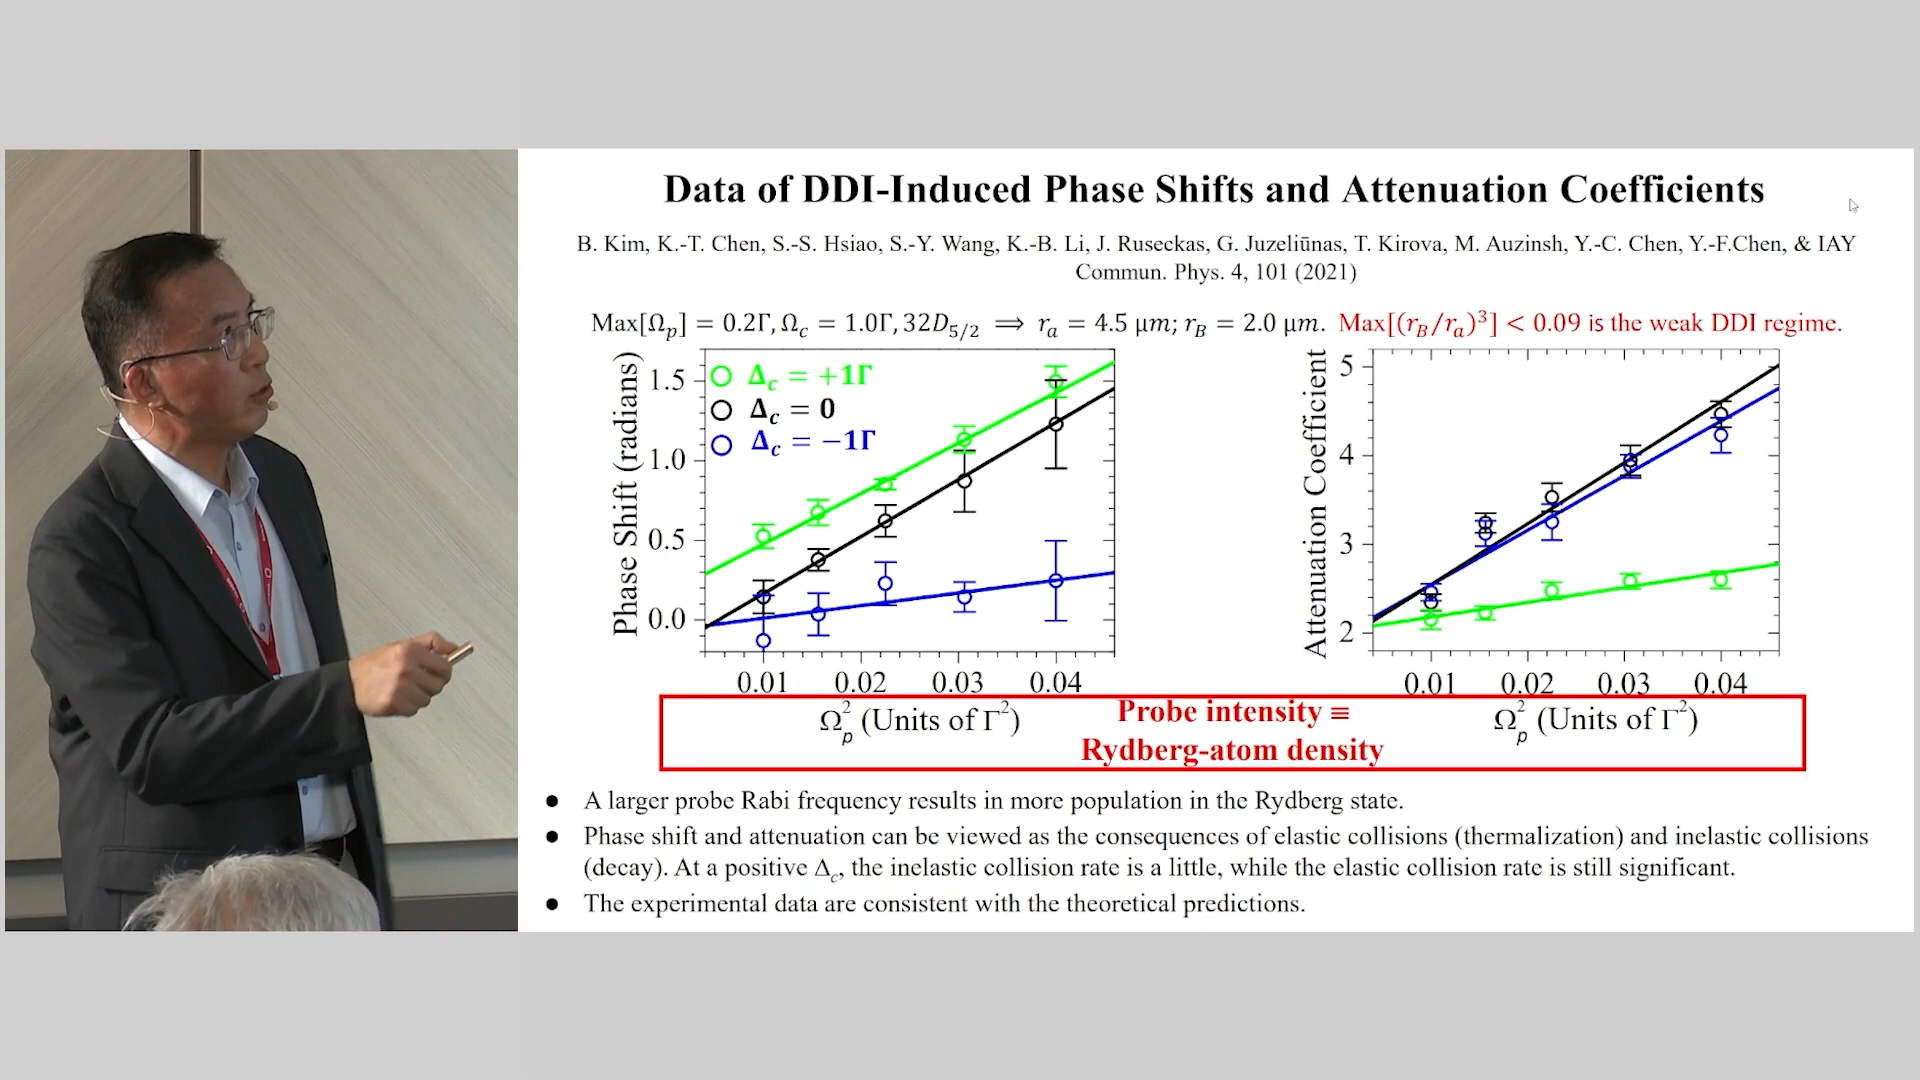 Data of DDI-Induced Phase Shifts and Attenuation Coefficients
B. Kim, K.-T. Chen, S.-S. Hsiao, S.-Y. Wang, K.-B. Li, J. Ruseckas, G. Juzeliūnas, T. Kirova, M. Auzinsh, Y.-C. Chen, Y.-F.Chen, & IAY
Commun. Phys. 4, 101 (2021)
Max[Ωₚ] = 0.2Γ, Ω_c = 1.0Γ, 32D₅/₂ ⟹ rₐ = 4.5 μm; r_B = 2.0 μm. Max[(r_B/rₐ)³] < 0.09 is the weak DDI regime.
Phase Shift (radians)
1.5
1.0
0.5
0.0
Δ_c = +1Γ
Δ_c = 0
Δ_c = −1Γ
0.01 0.02 0.03 0.04
Ωₚ² (Units of Γ²)
Attenuation Coefficient
5
4
3
2
0.01 0.02 0.03 0.04
Ωₚ² (Units of Γ²)
Probe intensity ≡
Rydberg-atom density
● A larger probe Rabi frequency results in more population in the Rydberg state.
● Phase shift and attenuation can be viewed as the consequences of elastic collisions (thermalization) and inelastic collisions
(decay). At a positive Δ_c, the inelastic collision rate is a little, while the elastic collision rate is still significant.
● The experimental data are consistent with the theoretical predictions.